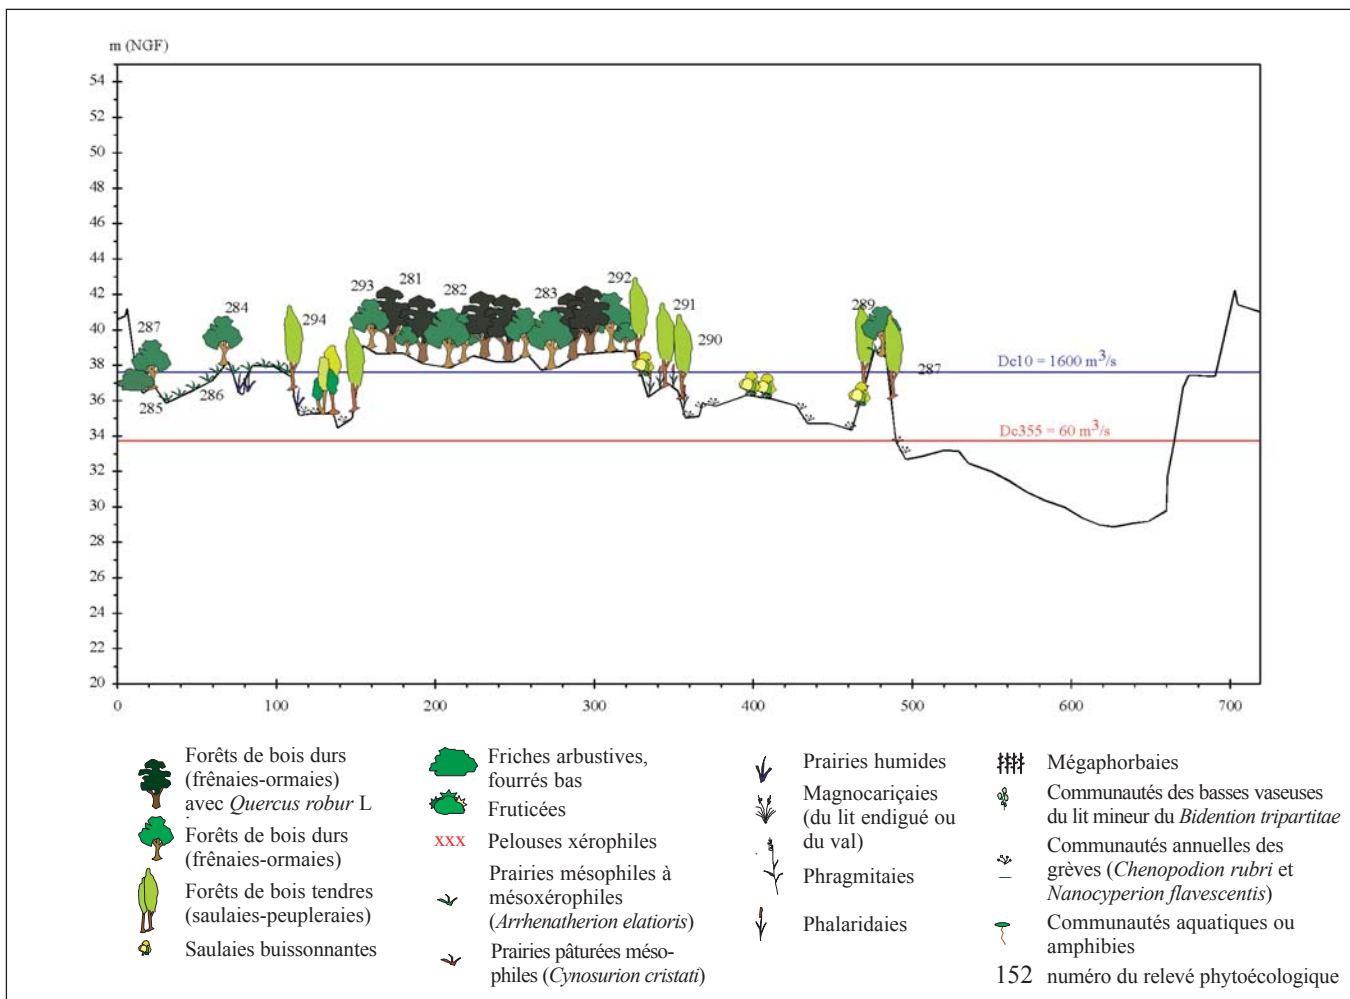 m (NGF)
54
52
50
48
46
44
42
40
38
36
34
32
30
28
26
24
22
20
0
100
200
300
400
500
600
700
287
284
285
286
294
293
281
282
283
292
291
290
289
287
Dc10 = 1600 m³/s
Dc355 = 60 m³/s
Forêts de bois durs
(frênaies-ormaies)
avec Quercus robur L
Forêts de bois durs
(frênaies-ormaies)
Forêts de bois tendres
(saulaies-peupleraies)
Saulaies buissonnantes
Friches arbustives,
fourrés bas
Fruticées
xxx Pelouses xérophiles
Prairies mésophiles à
mésoxérophiles
(Arrhenatherion elatioris)
Prairies pâturées méso-
philes (Cynosurion cristati)
Prairies humides
Magnocariçaies
(du lit endigué ou
du val)
Phragmitaies
Phalaridaies
Mégaphorbaies
Communautés des basses vaseuses
du lit mineur du Bidention tripartitae
Communautés annuelles des
grèves (Chenopodion rubri et
Nanocyperion flavescentis)
Communautés aquatiques ou
amphibies
152 numéro du relevé phytoécologique